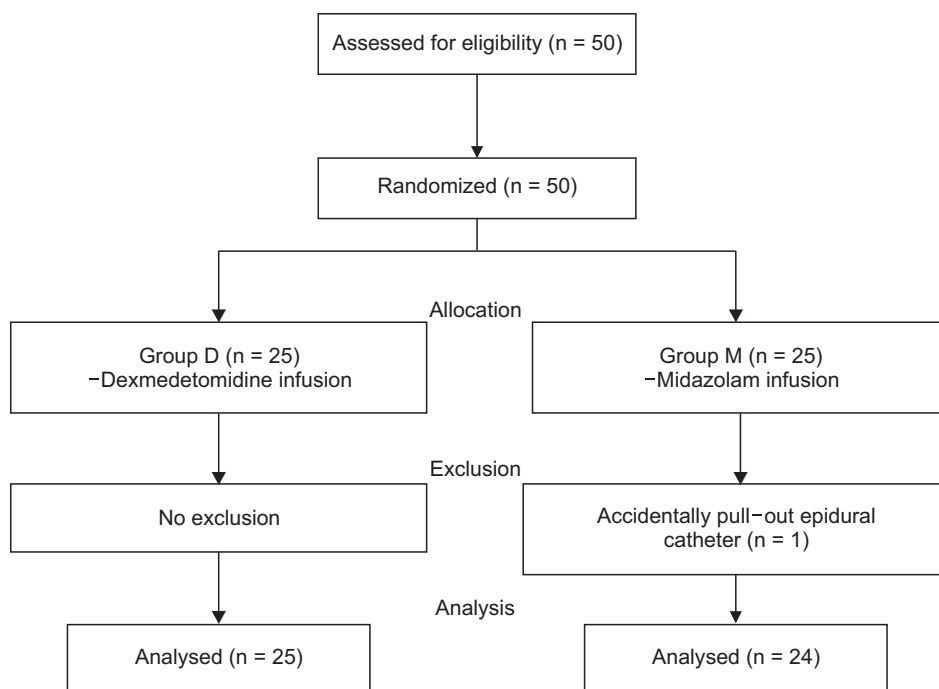 Assessed for eligibility (n = 50)
Randomized (n = 50)
Allocation
Group D (n = 25)
−Dexmedetomidine infusion
Group M (n = 25)
−Midazolam infusion
Exclusion
No exclusion
Accidentally pull−out epidural
catheter (n = 1)
Analysis
Analysed (n = 25)
Analysed (n = 24)